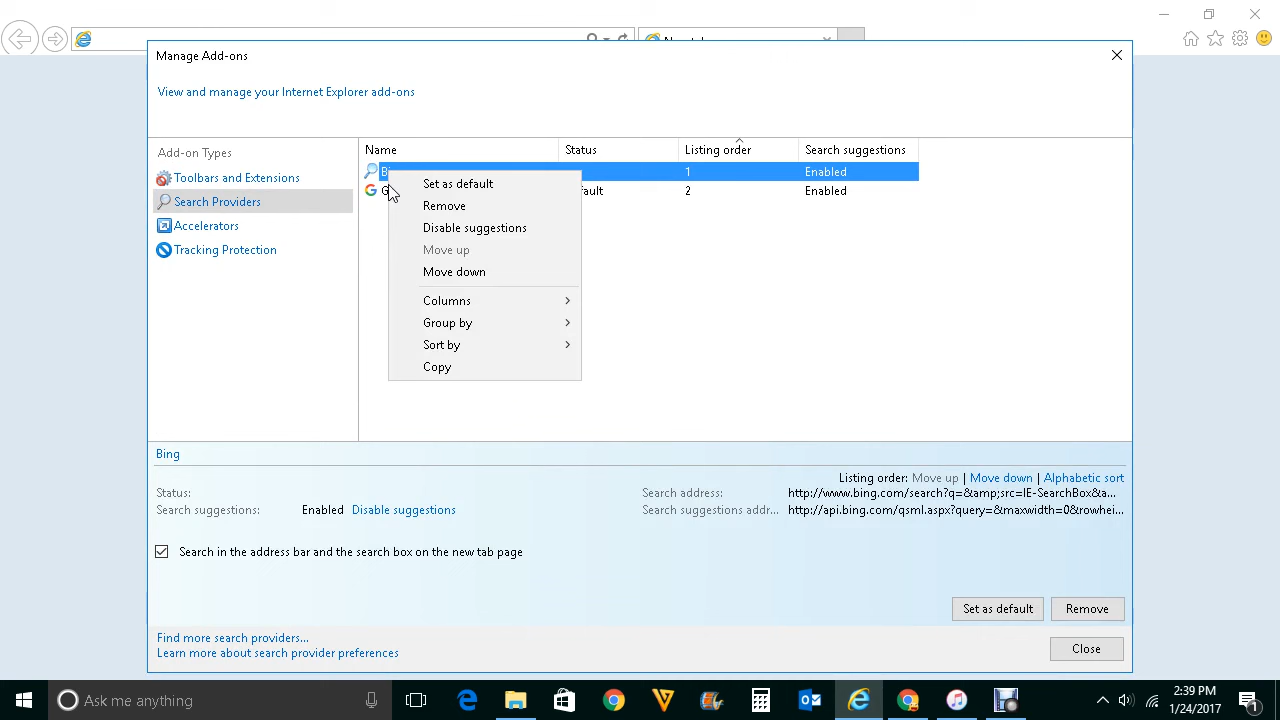 Manage Add-ons
View and manage your Internet Explorer add-ons
Add-on Types
Toolbars and Extensions
Search Providers
Accelerators
Tracking Protection
Name Status Listing order Search suggestions
1 Enabled
2 Enabled
Set as default
Remove
Disable suggestions
Move up
Move down
Columns
Group by
Sort by
Copy
Bing
Listing order: Move up | Move down | Alphabetic sort
Status:
Search suggestions: Enabled Disable suggestions
Search address: http://www.bing.com/search?q=&amp;src=IE-SearchBox&a...
Search suggestions addr... http://api.bing.com/qsml.aspx?query=&maxwidth=0&rowhei...
Search in the address bar and the search box on the new tab page
Set as default Remove
Find more search providers...
Learn more about search provider preferences
Close
Ask me anything
2:39 PM
1/24/2017
1